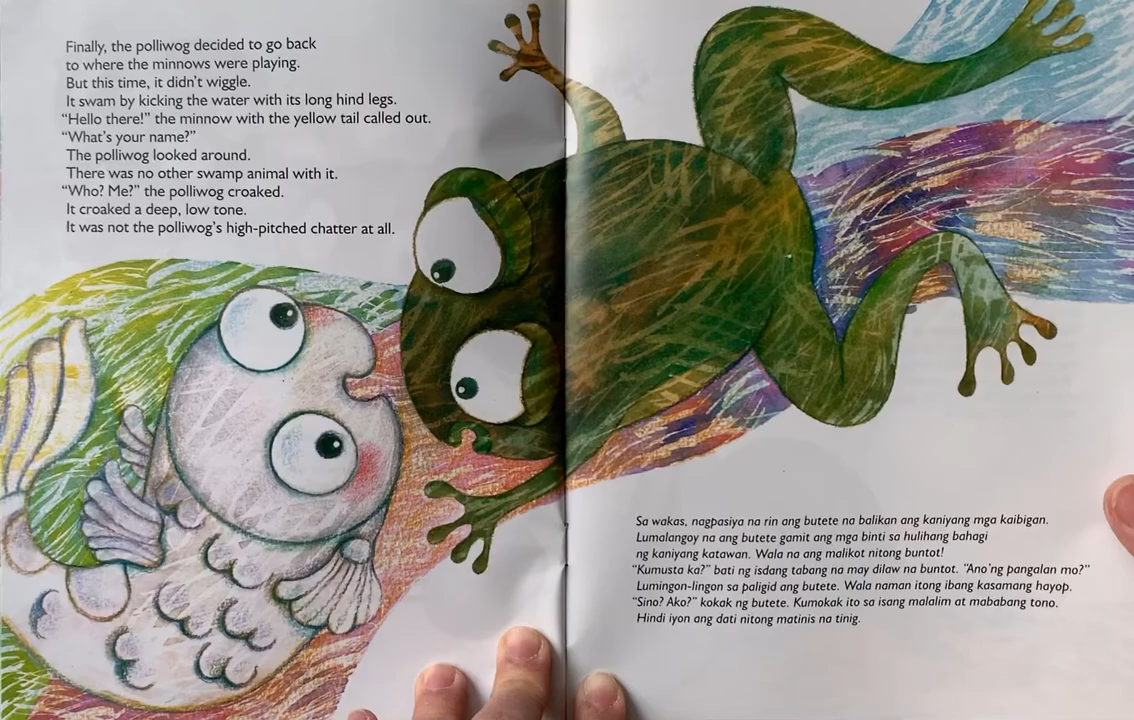 Finally, the polliwog decided to go back
to where the minnows were playing.
But this time, it didn't wiggle.
It swam by kicking the water with its long hind legs.
“Hello there!” the minnow with the yellow tail called out.
“What's your name?”
The polliwog looked around.
There was no other swamp animal with it.
“Who? Me?” the polliwog croaked.
It croaked a deep, low tone.
It was not the polliwog's high-pitched chatter at all.
Sa wakas, nagpasiya na rin ang butete na balikan ang kaniyang mga kaibigan.
Lumalangoy na ang butete gamit ang mga binti sa hulihang bahagi
ng kaniyang katawan. Wala na ang malikot nitong buntot!
“Kumusta ka?” bati ng isdang tabang na may dilaw na buntot. “Ano'ng pangalan mo?”
Lumingon-lingon sa paligid ang butete. Wala naman itong ibang kasamang hayop.
“Sino? Ako?” kokak ng butete. Kumokak ito sa isang malalim at mababang tono.
Hindi iyon ang dati nitong matinis na tinig.